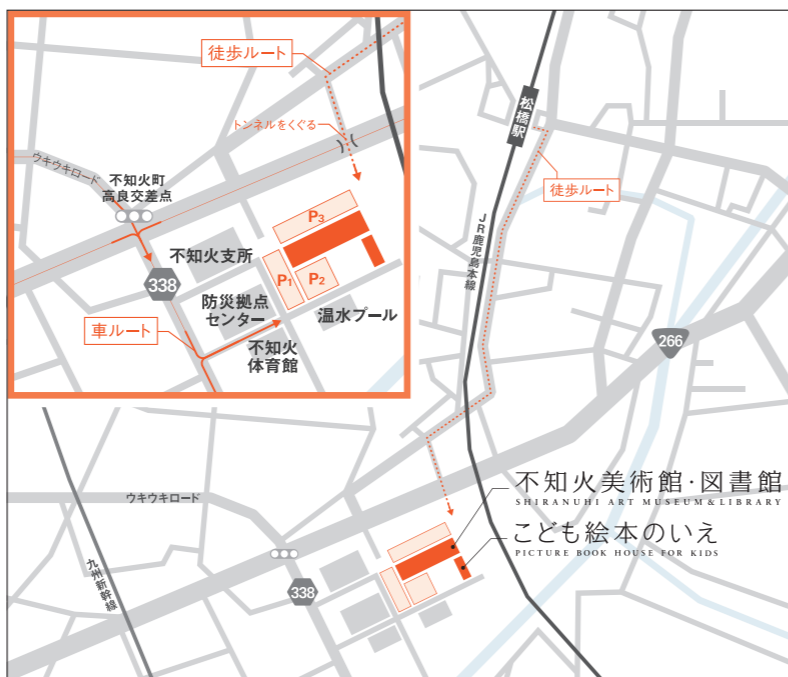 徒歩ルート
トンネルをくぐる
ウキウキロード
不知火町
高良交差点
不知火支所
338
P3
P1
P2
防災拠点
センター
温水プール
車ルート
不知火
体育館
松橋駅
徒歩ルート
JR鹿児島本線
266
不知火美術館·図書館
SHIRANUHI ART MUSEUM&LIBRARY
こども絵本のいえ
PICTURE BOOK HOUSE FOR KIDS
ウキウキロード
九州新幹線
338